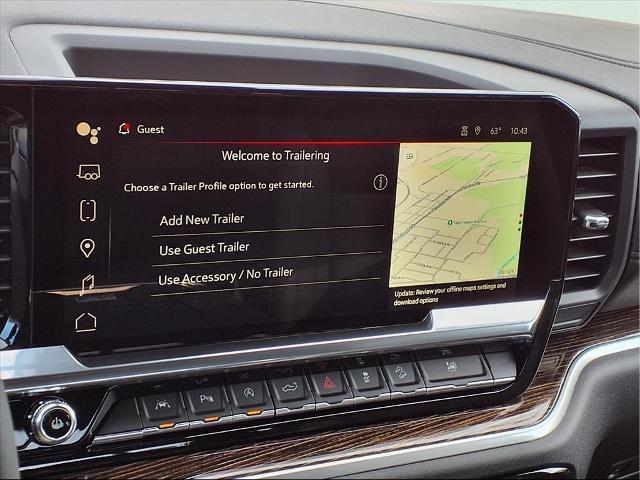 Guest
63° 10:43
Welcome to Trailering
Choose a Trailer Profile option to get started.
Add New Trailer
Use Guest Trailer
Use Accessory / No Trailer
Google
Update: Review your offline maps settings and
download options